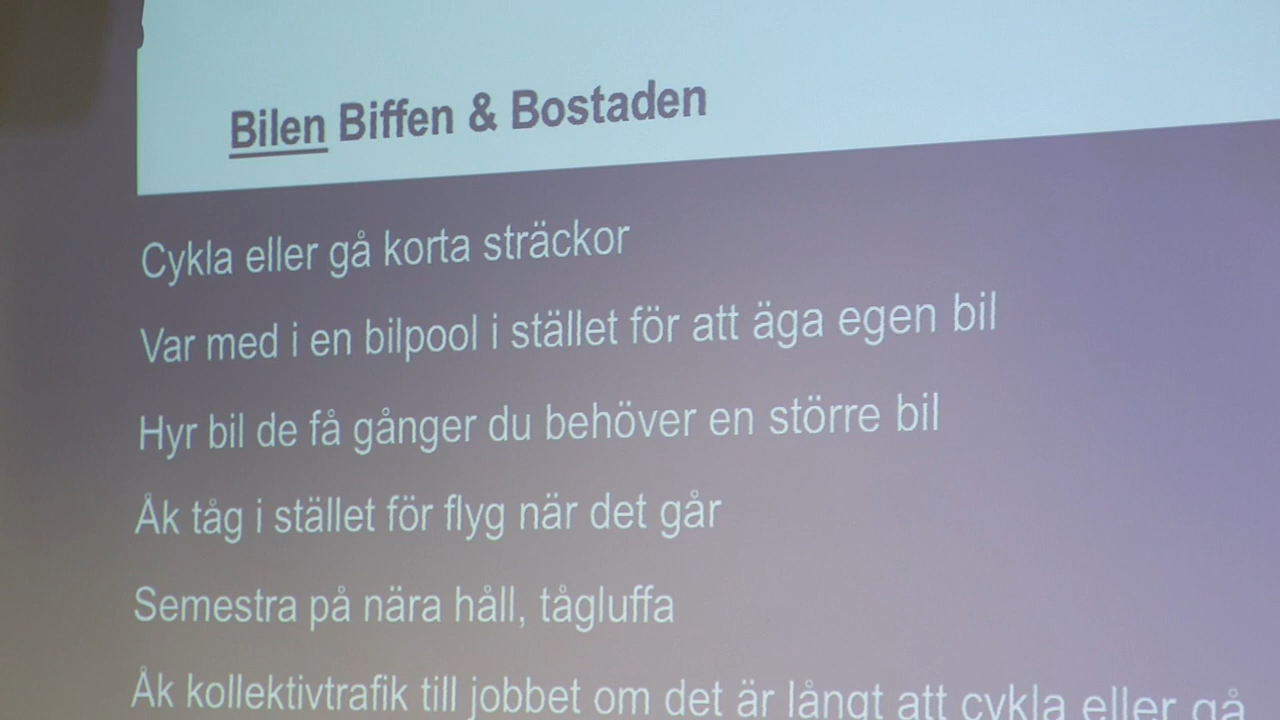 Bilen Biffen & Bostaden
Cykla eller gå korta sträckor
Var med i en bilpool i stället för att äga egen bil
Hyr bil de få gånger du behöver en större bil
Åk tåg i stället för flyg när det går
Semestra på nära håll, tågluffa
Åk kollektivtrafik till jobbet om det är långt att cykla eller gå